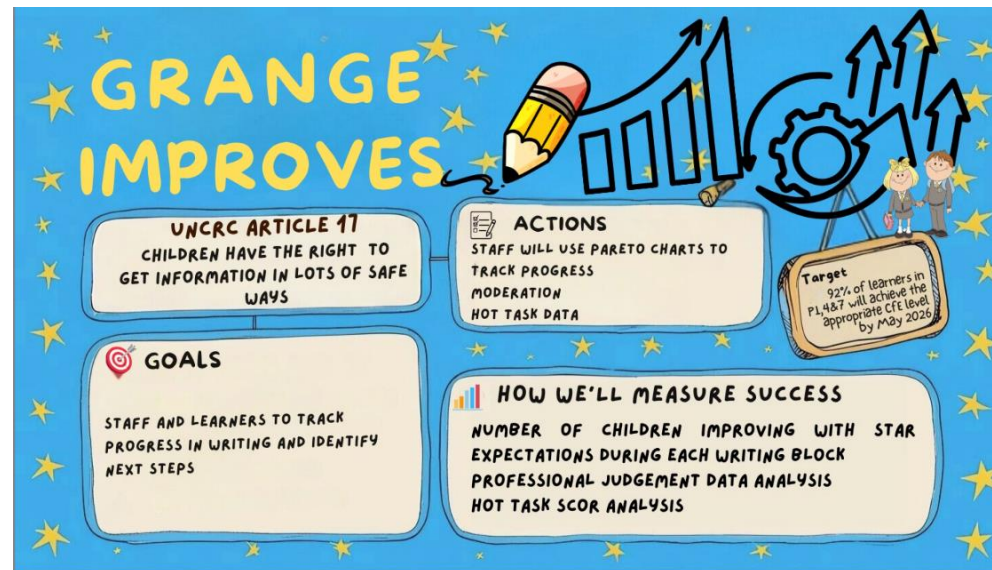 GRANGE
IMPROVES
UNCRC ARTICLE 17
CHILDREN HAVE THE RIGHT TO
GET INFORMATION IN LOTS OF SAFE
WAYS
ACTIONS
STAFF WILL USE PARETO CHARTS TO
TRACK PROGRESS
MODERATION
HOT TASK DATA
Target
92% of learners in
P1,4&7 will achieve the
appropriate CfE level
by May 2026
GOALS
STAFF AND LEARNERS TO TRACK
PROGRESS IN WRITING AND IDENTIFY
NEXT STEPS
HOW WE'LL MEASURE SUCCESS
NUMBER OF CHILDREN IMPROVING WITH STAR
EXPECTATIONS DURING EACH WRITING BLOCK
PROFESSIONAL JUDGEMENT DATA ANALYSIS
HOT TASK SCOR ANALYSIS